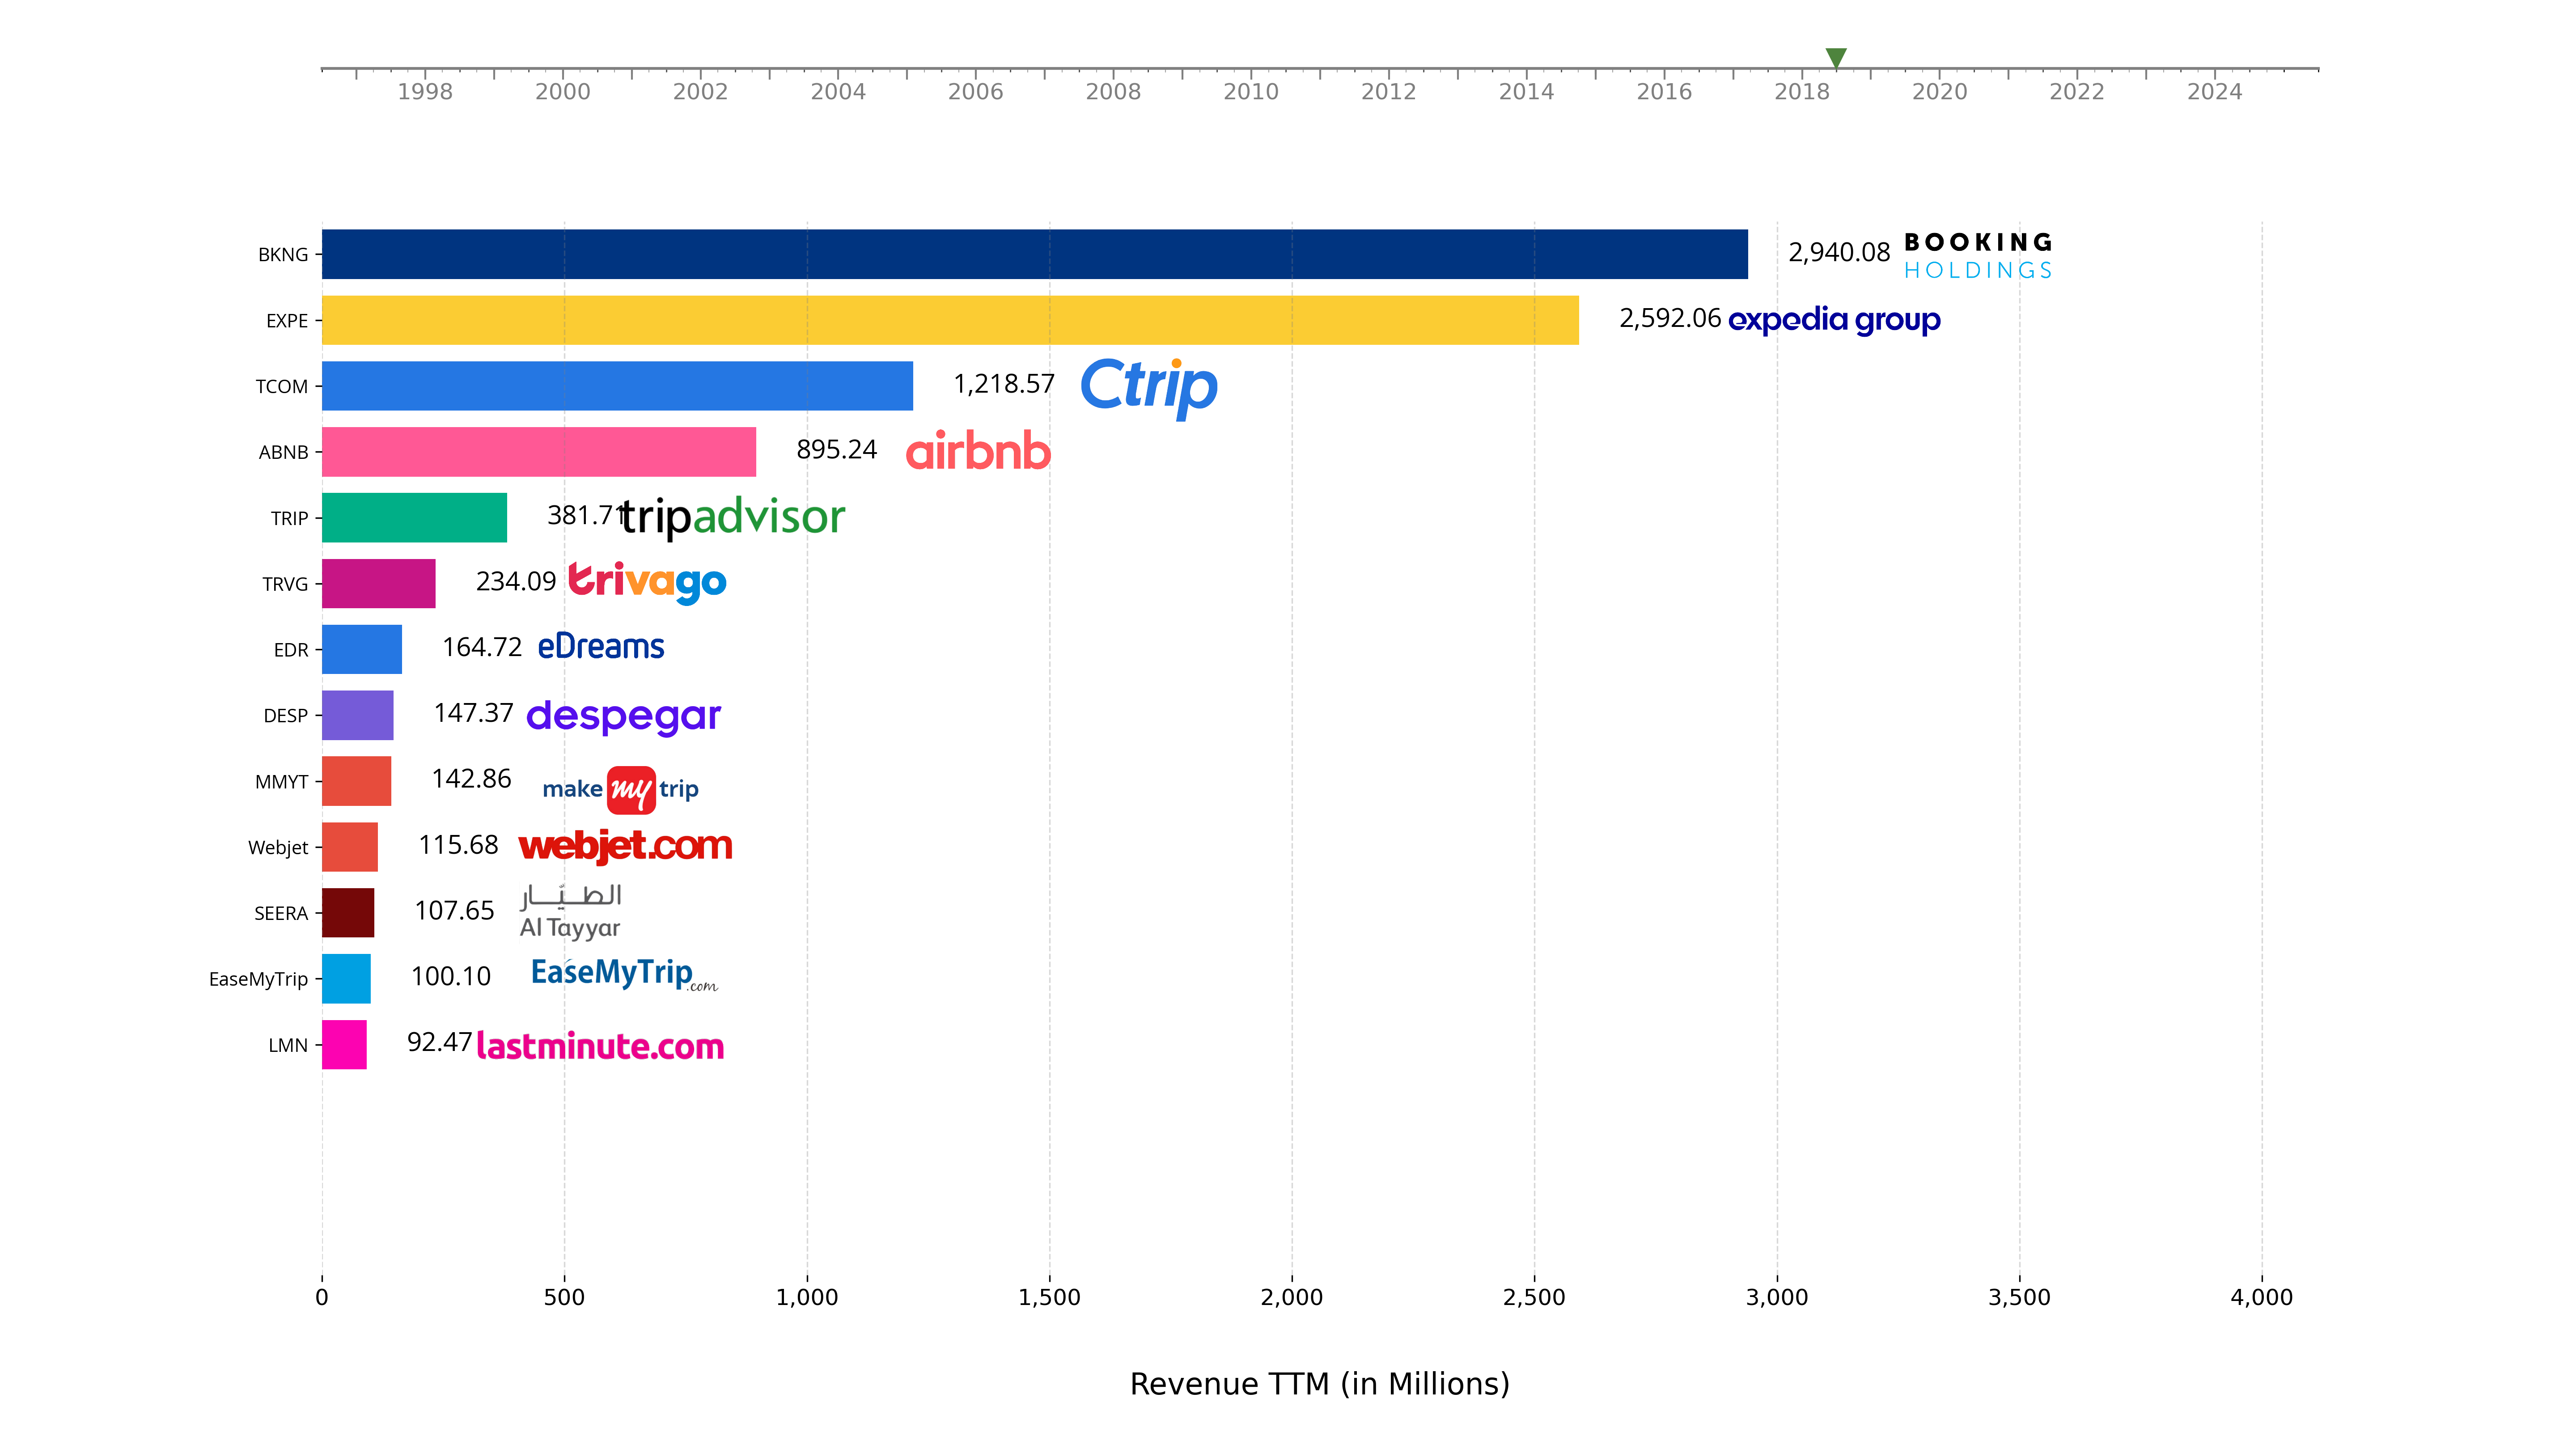 1998 2000 2002 2004 2006 2008 2010 2012 2014 2016 2018 2020 2022 2024
BKNG 2,940.08 BOOKING
HOLDINGS
EXPE 2,592.06 expedia group
TCOM 1,218.57 Ctrip
ABNB 895.24 airbnb
TRIP 381.71 tripadvisor
TRVG 234.09 trivago
EDR 164.72 eDreams
DESP 147.37 despegar
MMYT 142.86 make my trip
Webjet 115.68 webjet.com
SEERA 107.65 الطيّار
Al Tayyar
EaseMyTrip 100.10 EaseMyTrip.com
LMN 92.47 lastminute.com
0 500 1,000 1,500 2,000 2,500 3,000 3,500 4,000
Revenue TTM (in Millions)